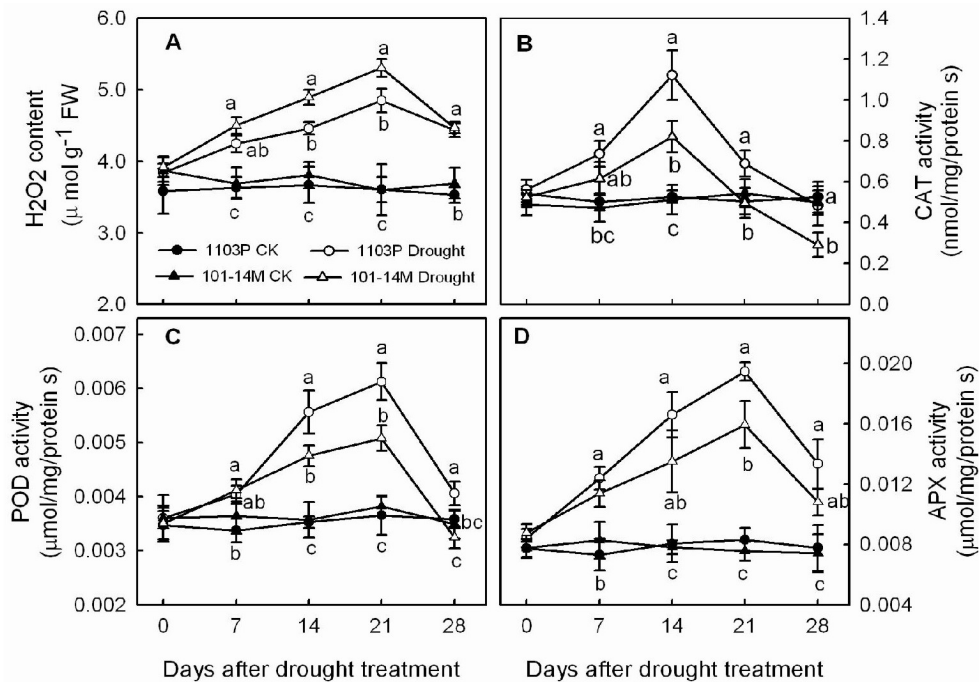 A
H2O2 content
(μ mol g-1 FW)
6.0
5.0
4.0
3.0
2.0
a
a
a
a
ab
b
b
c
c
c
b
1103P CK
1103P Drought
101-14M CK
101-14M Drought
B
CAT activity
(nmol/mg/protein s)
1.4
1.2
1.0
0.8
0.6
0.4
0.2
0.0
a
a
a
ab
b
a
bc
c
b
b
C
POD activity
(μmol/mg/protein s)
0.007
0.006
0.005
0.004
0.003
0.002
a
a
a
b
a
ab
b
bc
b
c
c
c
0 7 14 21 28
Days after drought treatment
D
APX activity
(μmol/mg/protein s)
0.020
0.016
0.012
0.008
0.004
a
a
a
a
ab
b
ab
b
c
c
c
0 7 14 21 28
Days after drought treatment